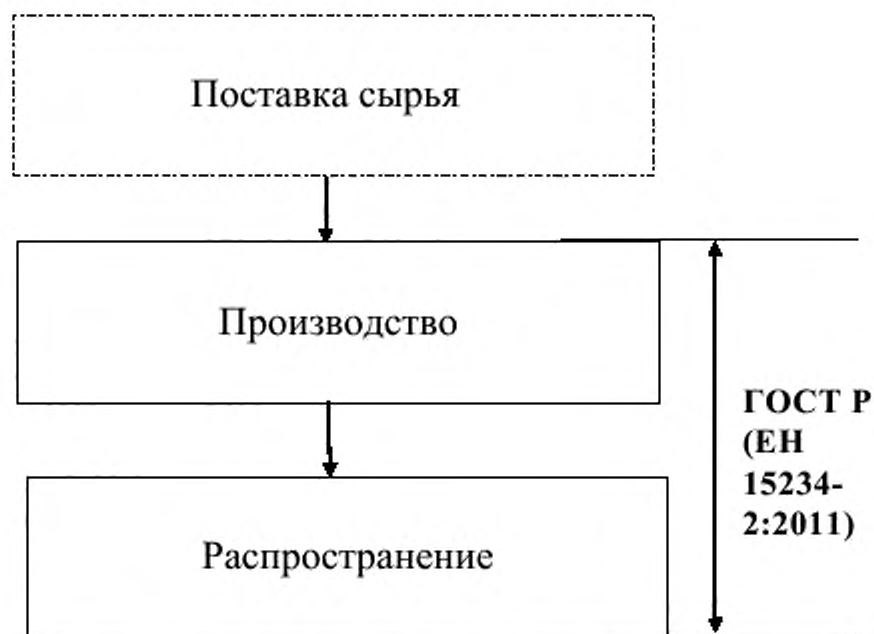 Поставка сырья
Производство
ГОСТ Р
(ЕН
15234-
2:2011)
Распространение